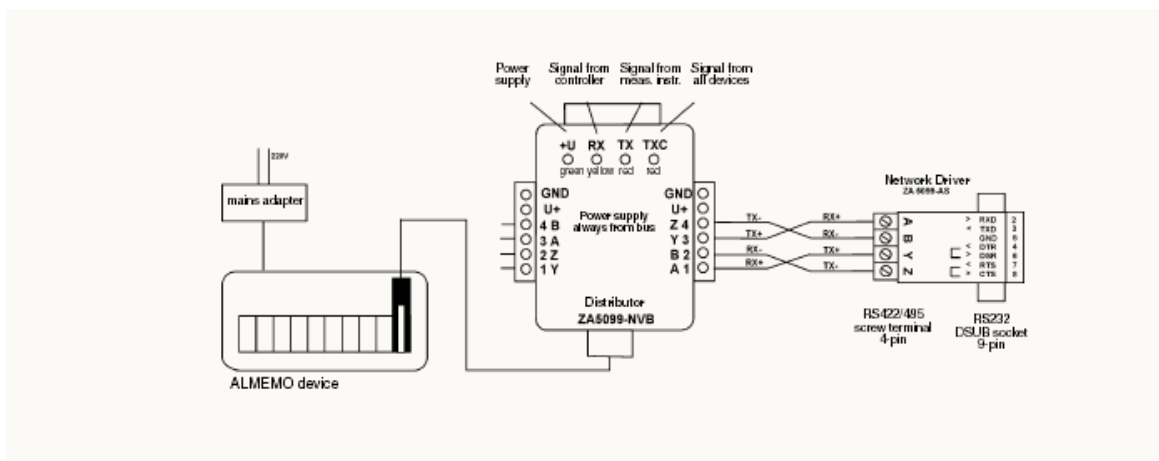 Power supply
Signal from controller
Signal from meas. instr.
Signal from all devices
+U RX TX TXC
green yellow red red
GND
U+
4 B
3 A
2 Z
1 Y
Power supply
always from bus
GND
U+
Z 4
Y 3
B 2
A 1
Distributor
ZA5099-NVB
220V
mains adapter
ALMEMO device
TX- RX+
TX+ RX-
RX- TX+
RX+ TX-
Network Driver
ZA 5099-AS
A
B
Y
Z
> RXD 2
< TXD 3
GND 5
< DTR 4
> DSR 6
< RTS 7
> CTS 8
RS422/485
screw terminal
4-pin
RS232
DSUB socket
9-pin